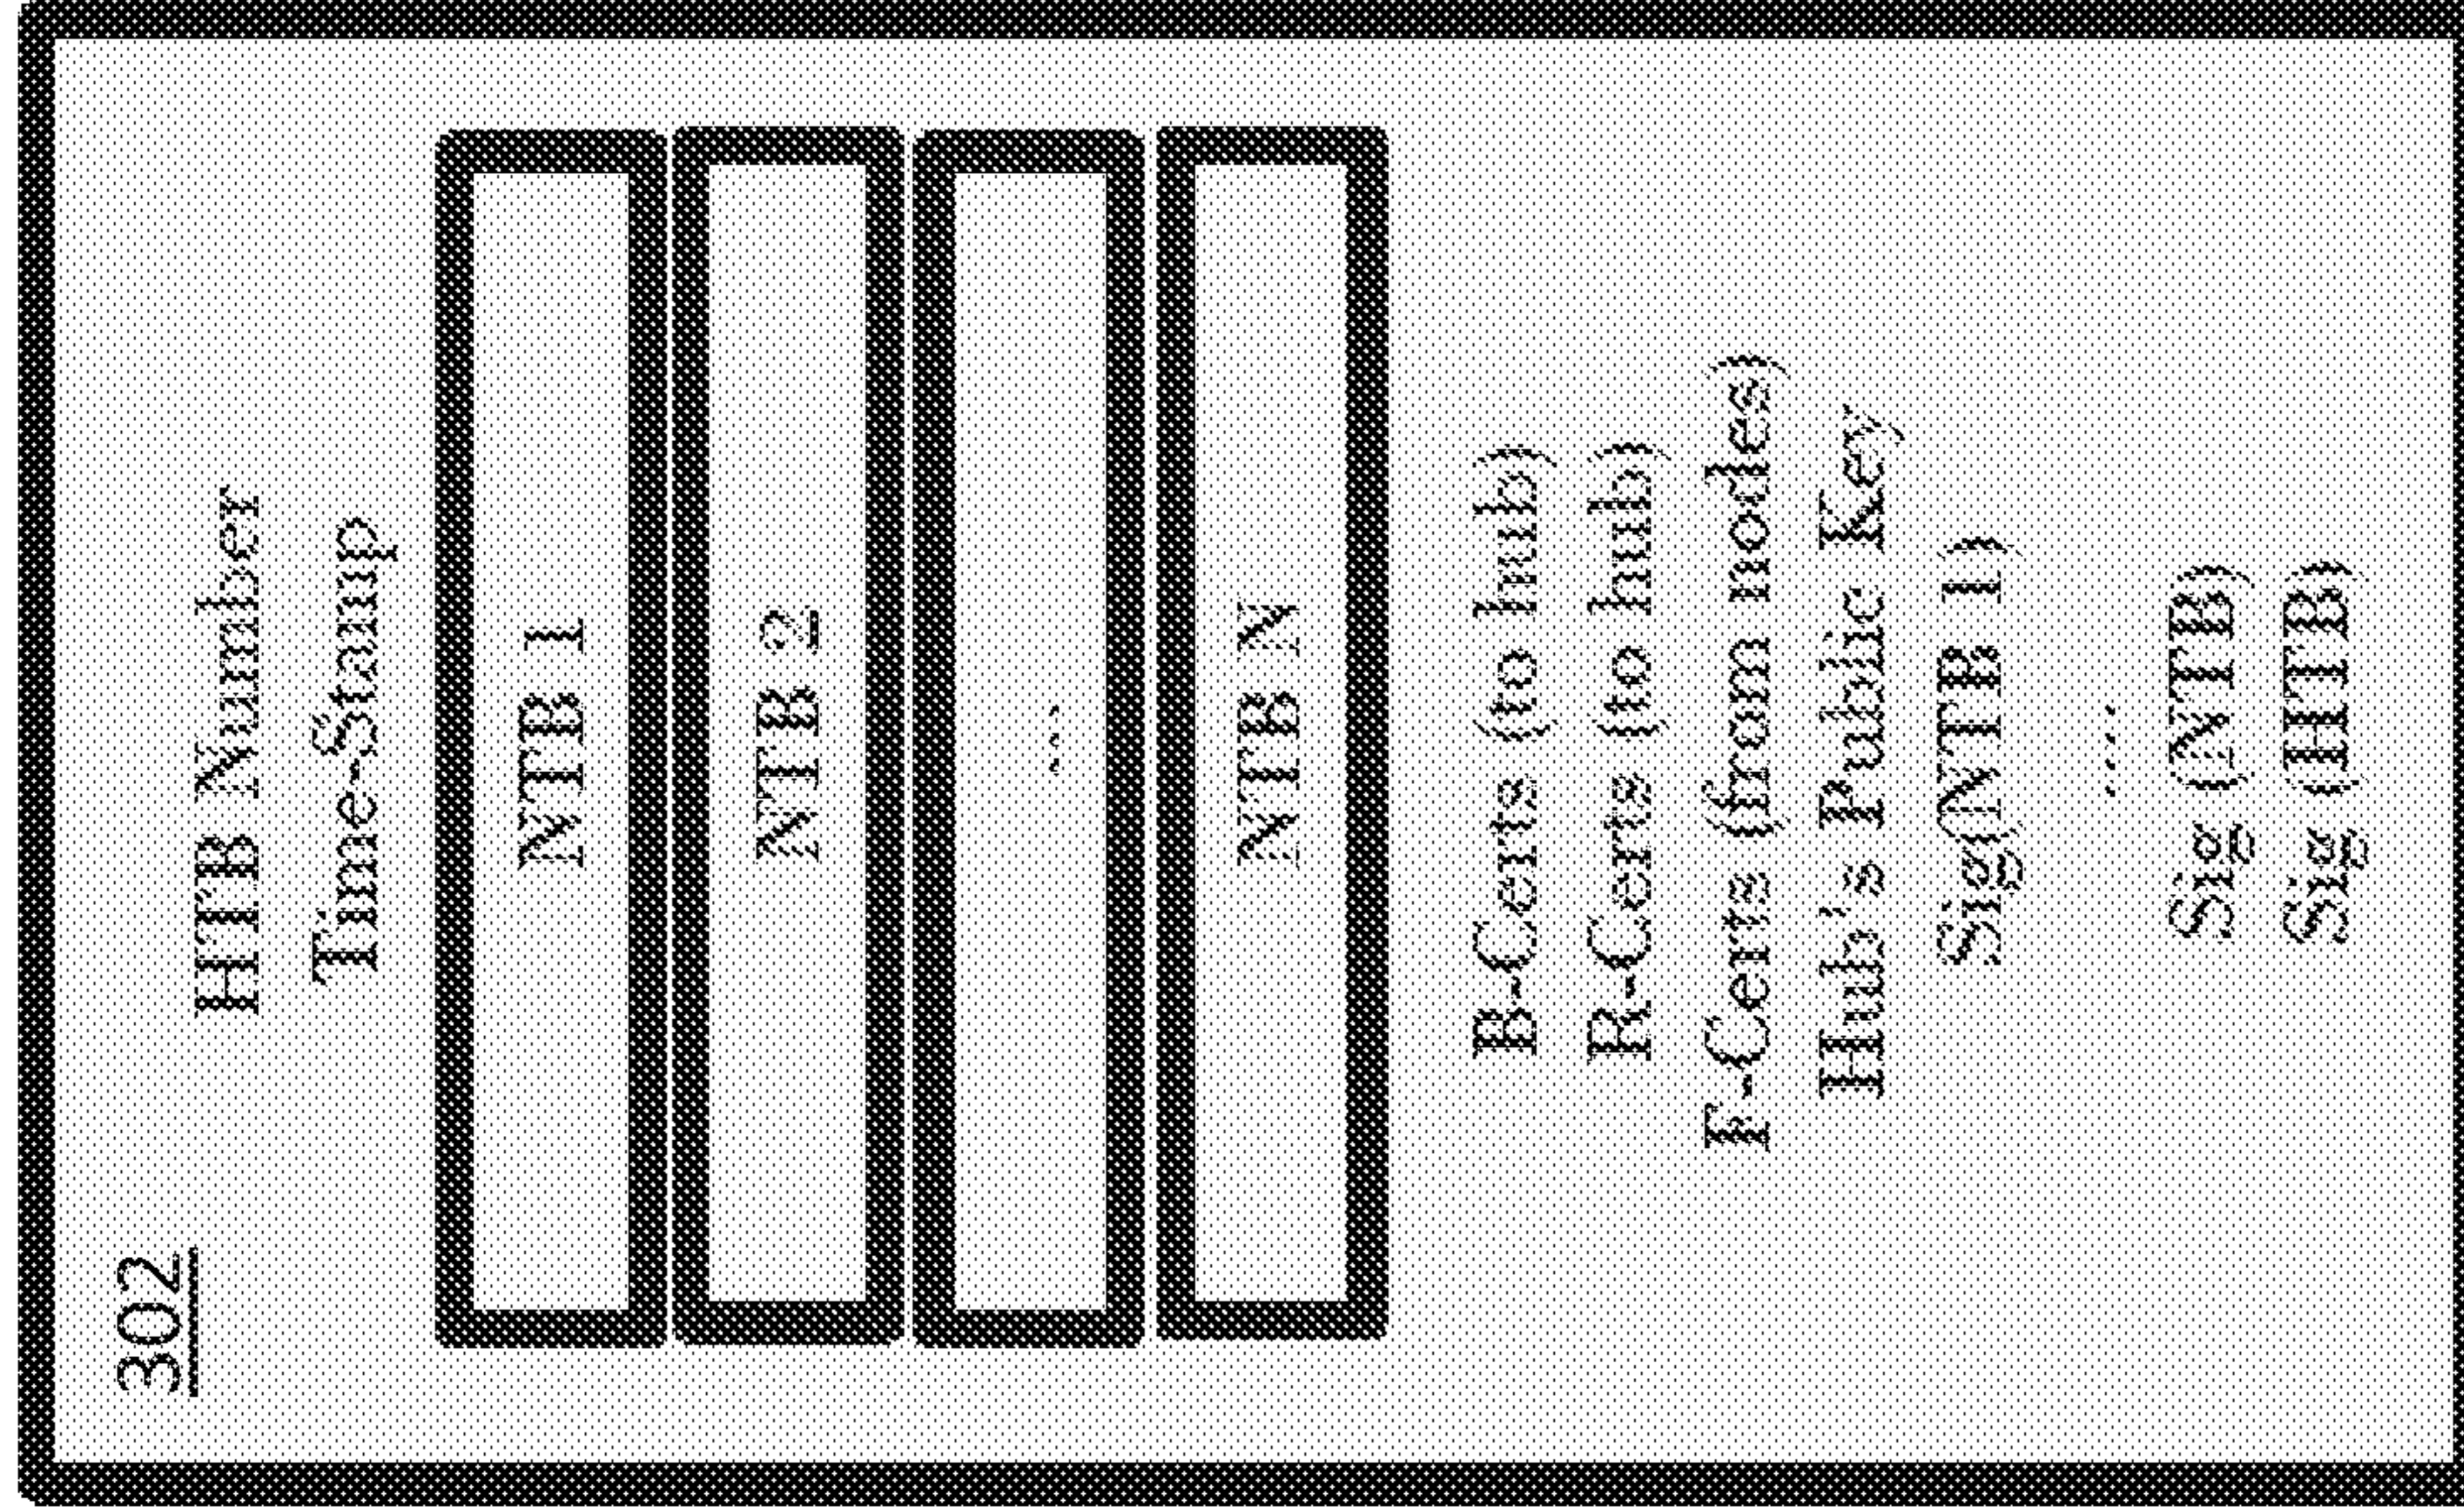 302
HTB Number
Time-Stamp
NTB 1
NTB 2
...
NTB N
B-Certs (to hub)
R-Certs (to hub)
F-Certs (from nodes)
Hub's Public Key
Sig(NTB 1)
.....
Sig (NTB)
Sig (HTB)